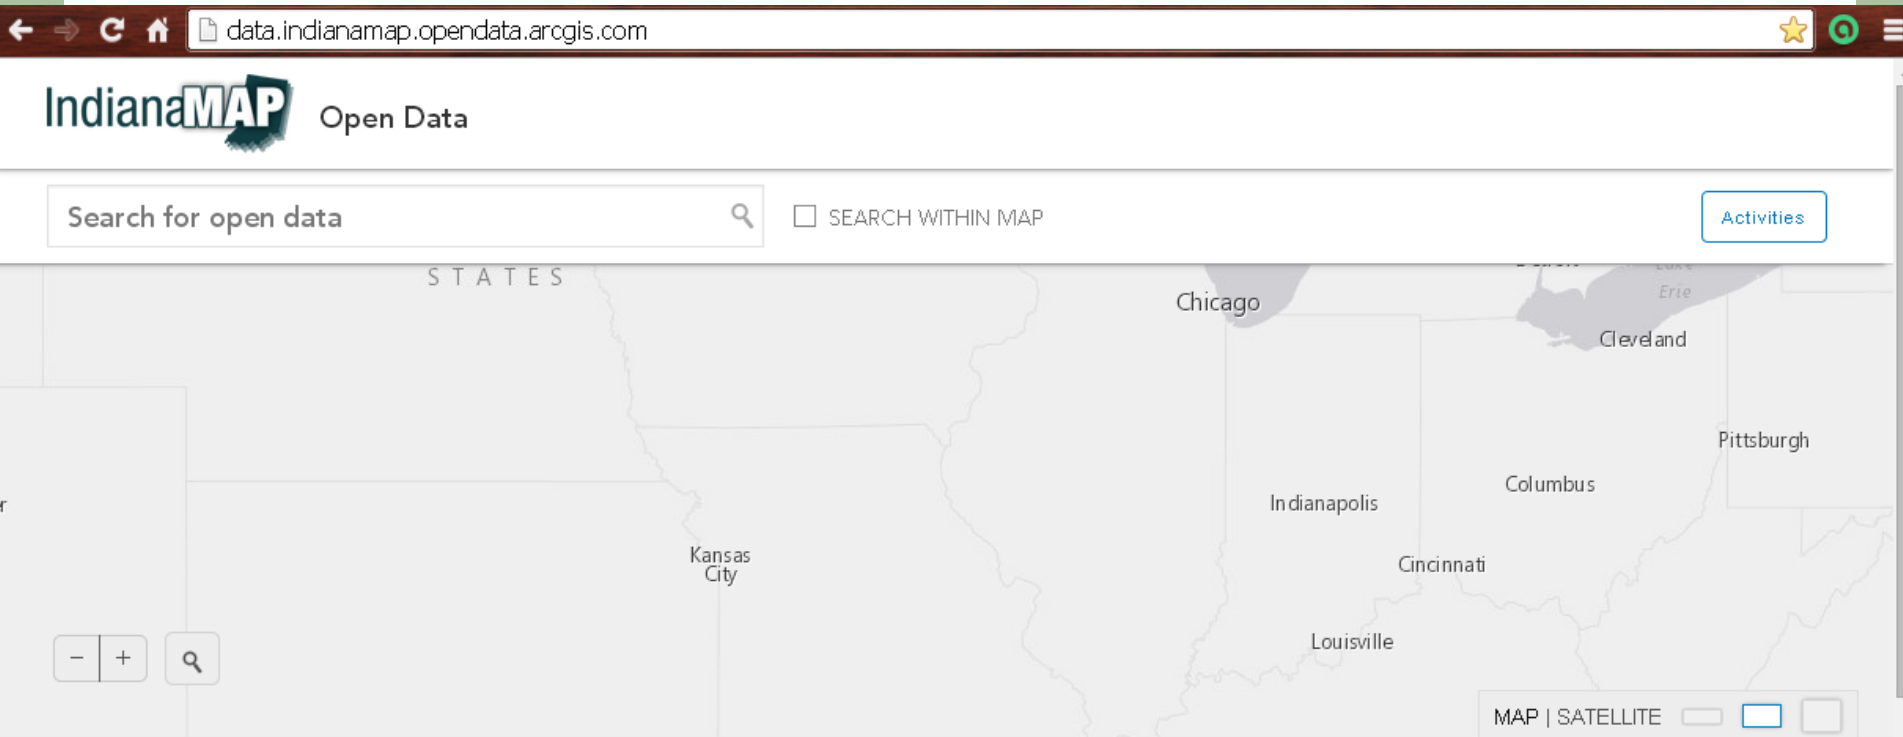 data.indianamap.opendata.arcgis.com
IndianaMAP Open Data
Search for open data
SEARCH WITHIN MAP
Activities
STATES
Chicago
Erie
Cleveland
Pittsburgh
Columbus
Indianapolis
Kansas
City
Cincinnati
Louisville
− +
MAP | SATELLITE